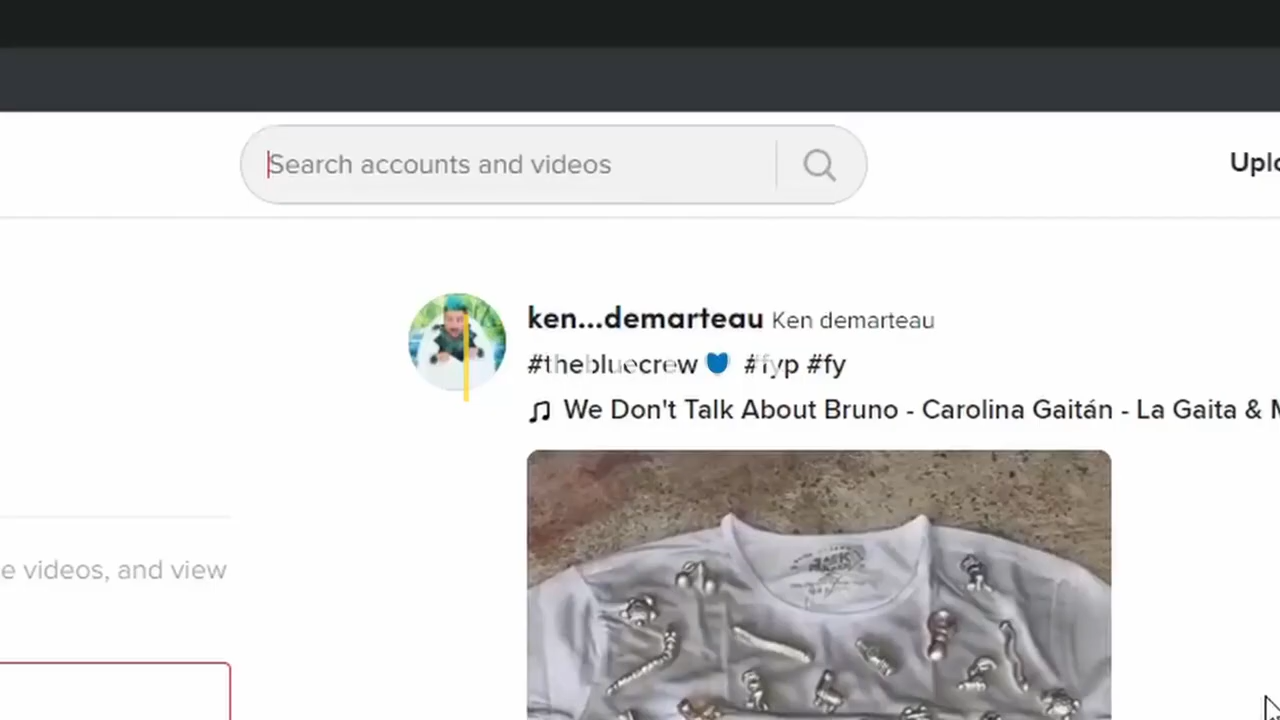 Search accounts and videos
Uplo
ken...demarteau Ken demarteau
#thebluecrew 💙 #fyp #fy
We Don't Talk About Bruno - Carolina Gaitán - La Gaita & M
e videos, and view